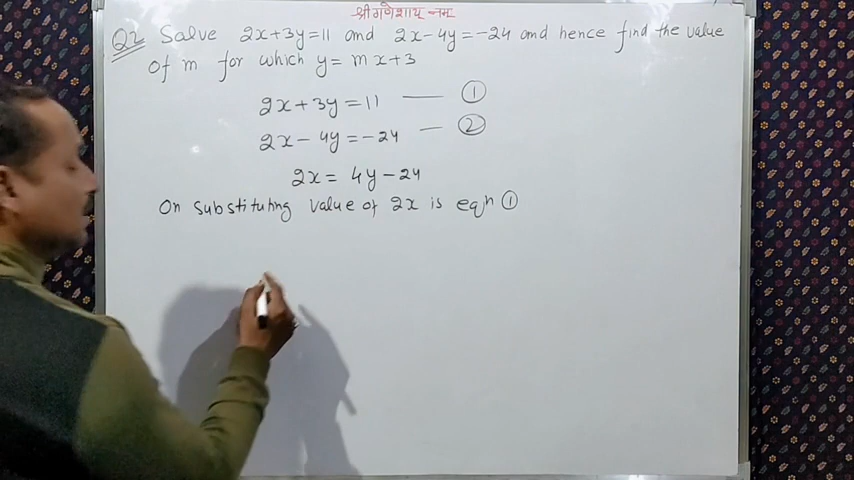 श्री गणेशाय नमः
Q2 Solve 2x+3y=11 and 2x-4y=-24 and hence find the value
of m for which y= mx+3
2x+3y=11 —— ①
2x-4y=-24 — ②
2x= 4y-24
On substituting value of 2x is eqn ①